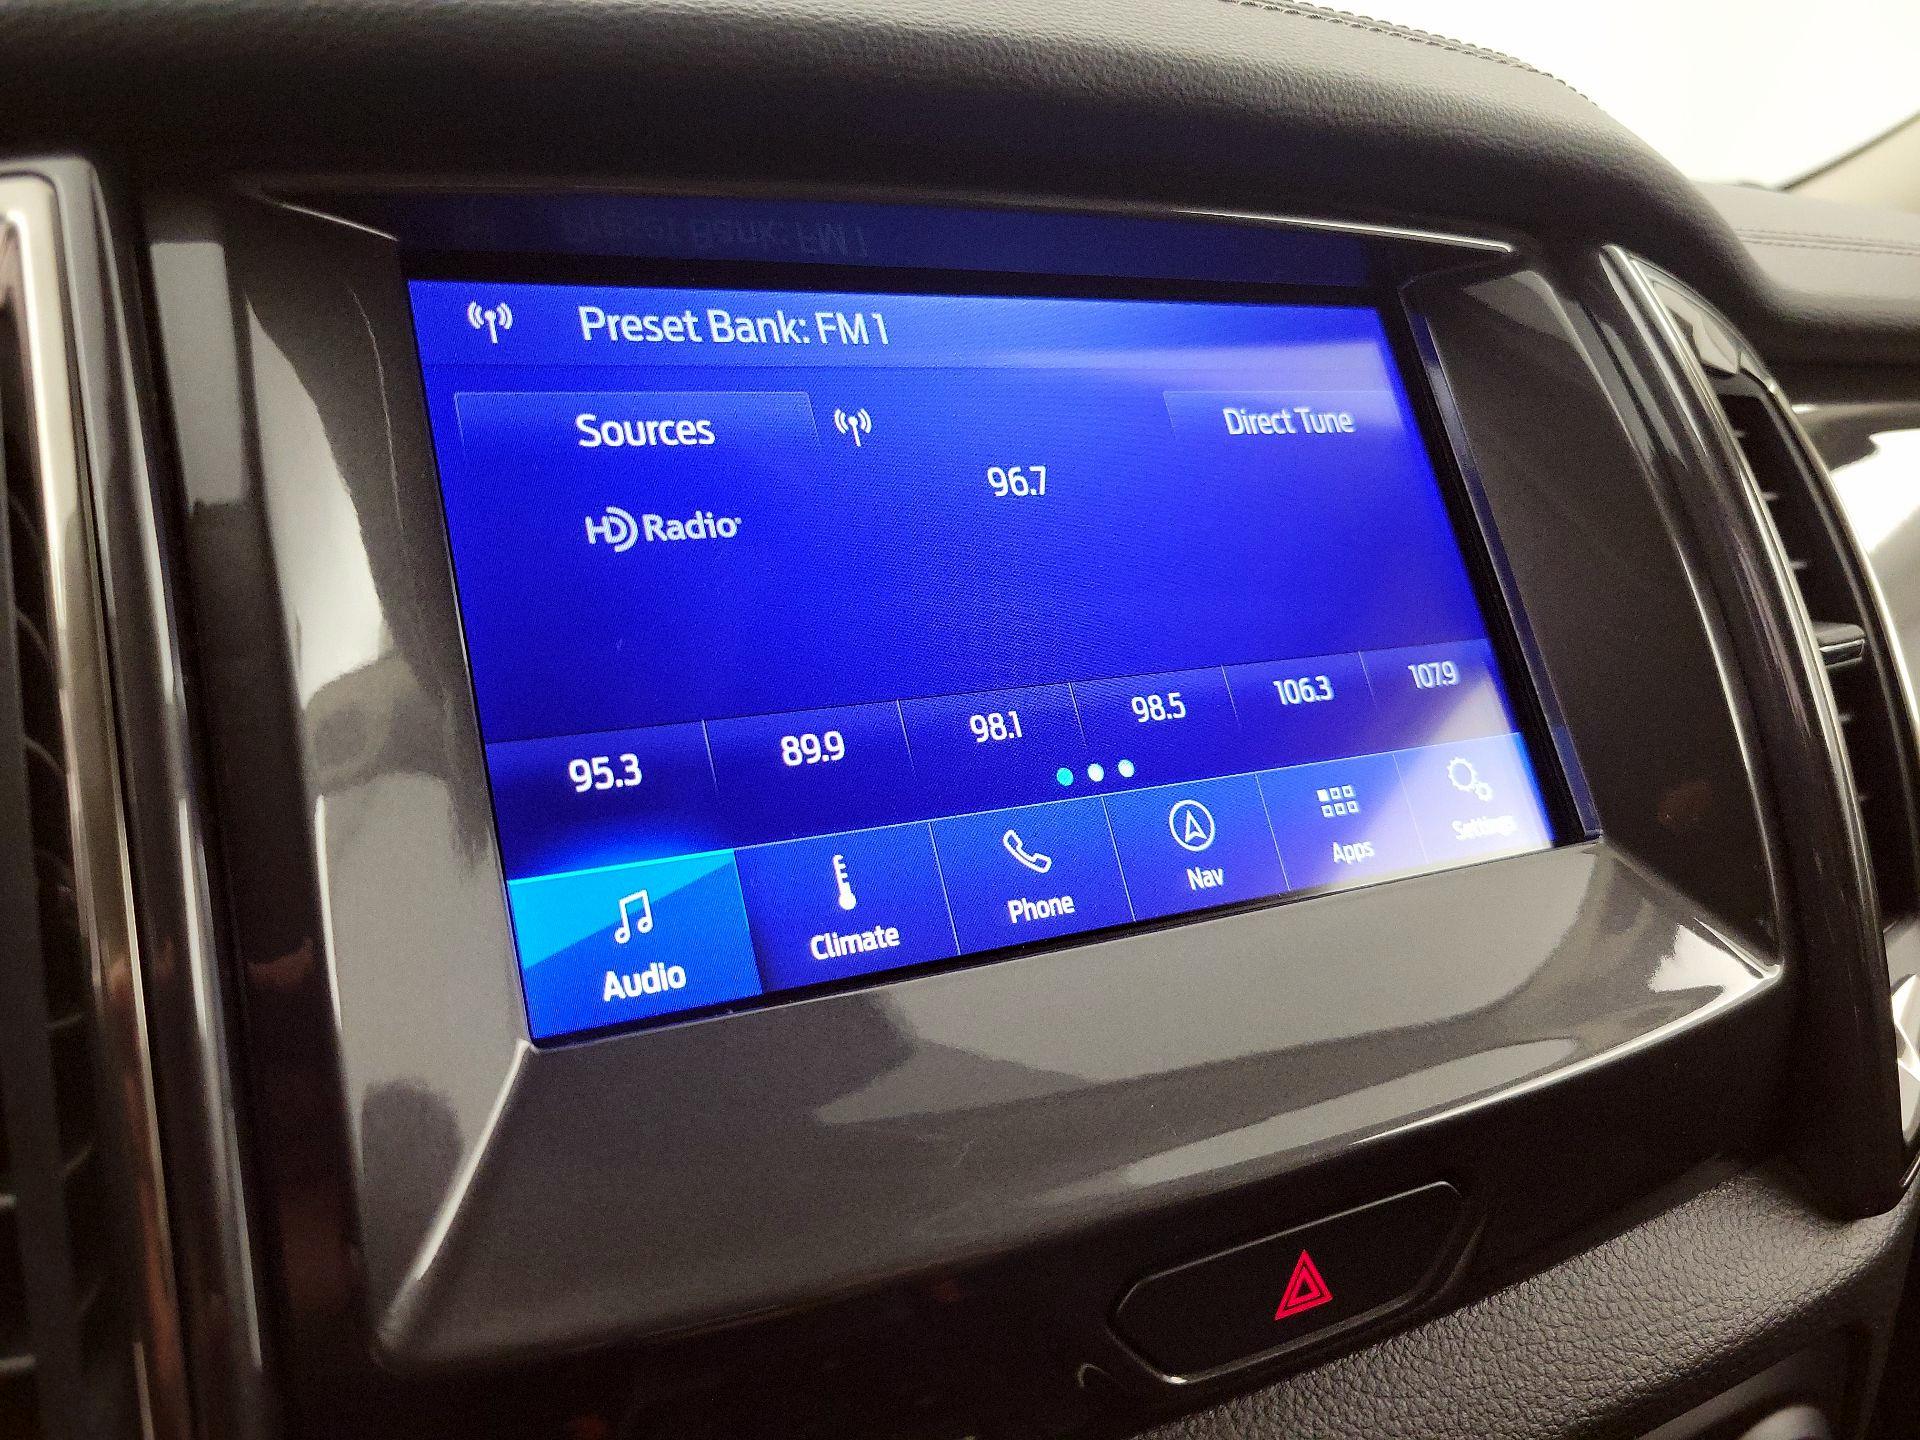 Preset Bank: FM 1
Sources
Direct Tune
96.7
HD Radio
95.3 89.9 98.1 98.5 106.3 107.9
Audio Climate Phone Nav Apps Settings